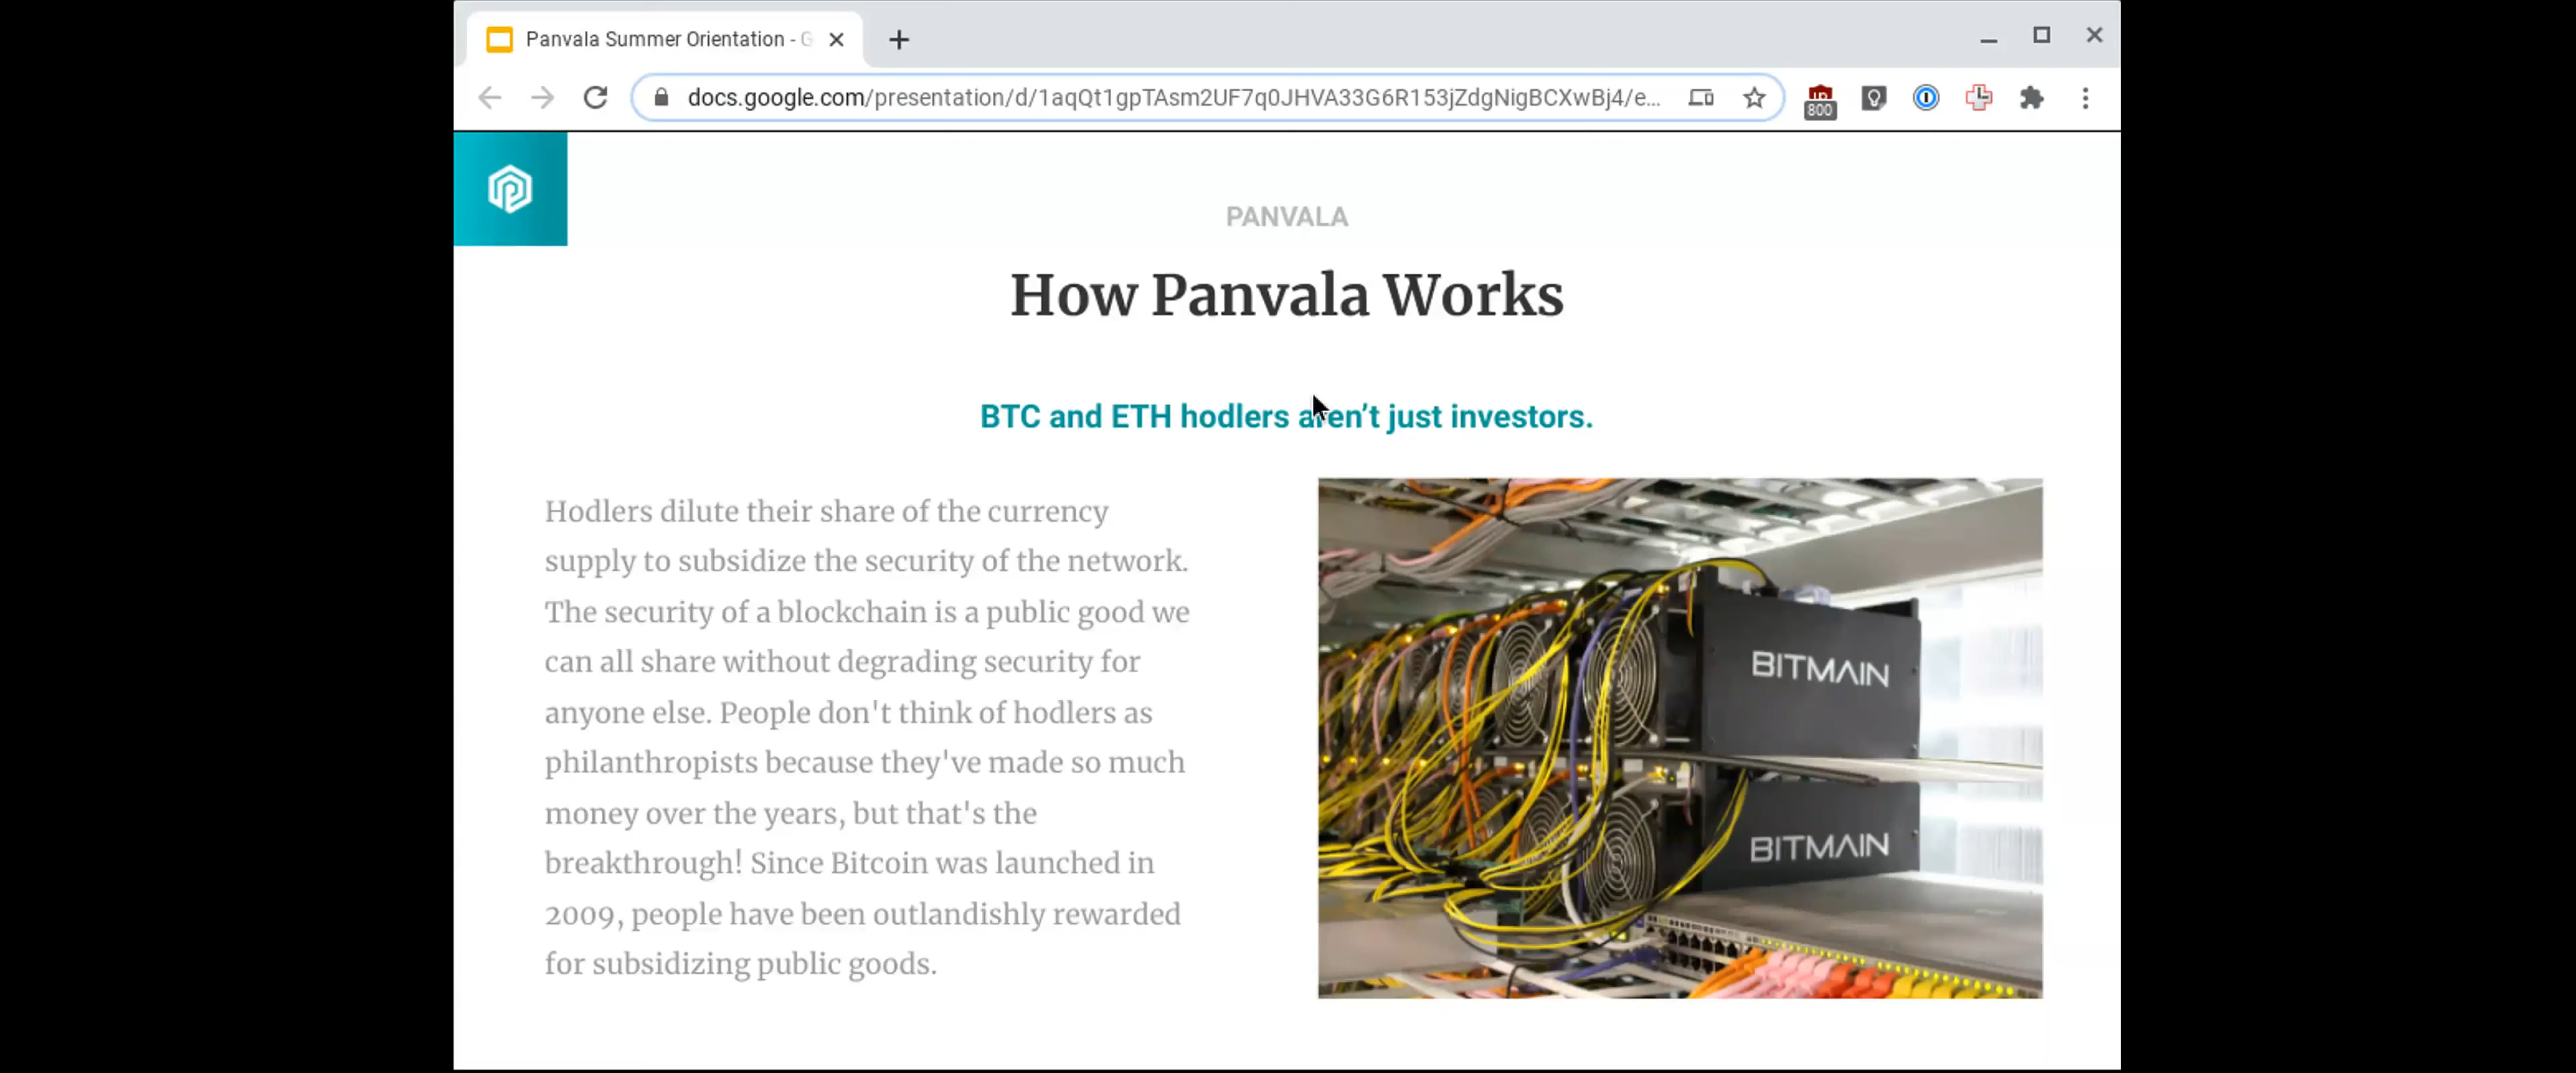 Panvala Summer Orientation - G
docs.google.com/presentation/d/1aqQt1gpTAsm2UF7q0JHVA33G6R153jZdgNigBCXwBj4/e...
800
PANVALA
How Panvala Works
BTC and ETH hodlers aren’t just investors.
Hodlers dilute their share of the currency
supply to subsidize the security of the network.
The security of a blockchain is a public good we
can all share without degrading security for
anyone else. People don't think of hodlers as
philanthropists because they've made so much
money over the years, but that's the
breakthrough! Since Bitcoin was launched in
2009, people have been outlandishly rewarded
for subsidizing public goods.
BITMAIN
BITMAIN